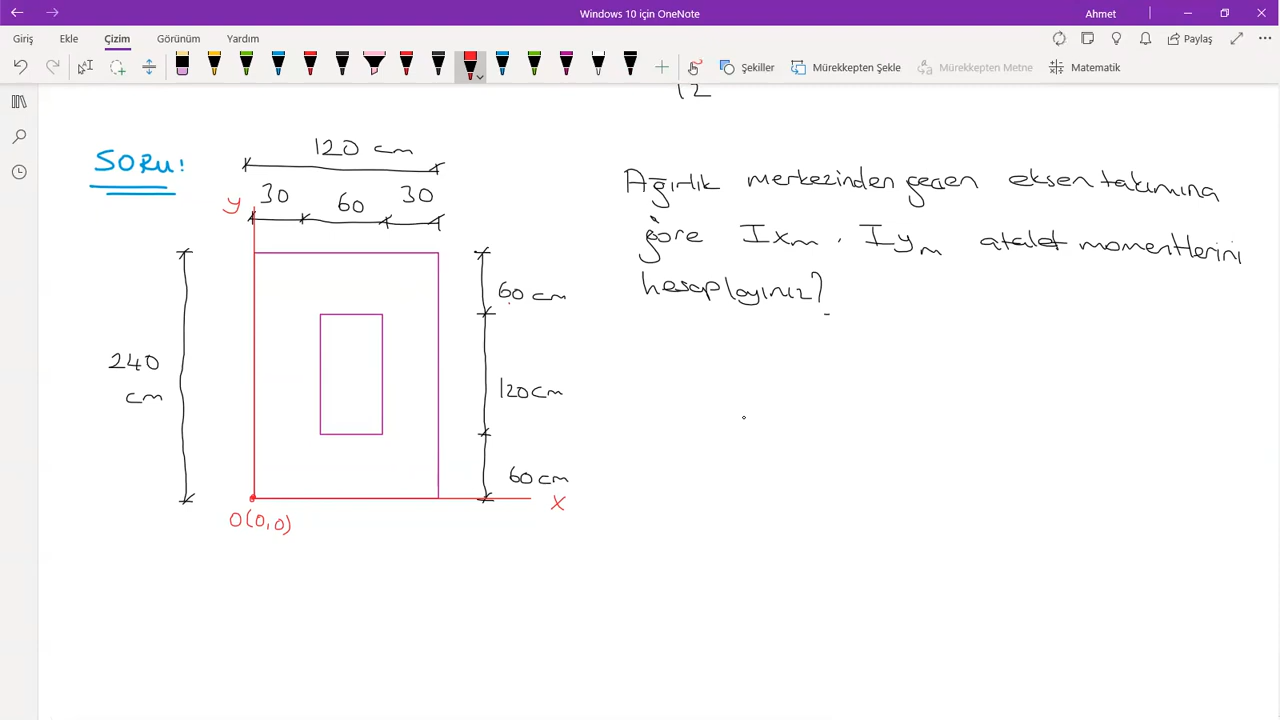 Windows 10 için OneNote
Ahmet
Giriş Ekle Çizim Görünüm Yardım
Paylaş
Şekiller
Mürekkepten Şekle
Mürekkepten Metne
Matematik
12
SORU:
120 cm
30 60 30
y
240
cm
60 cm
120cm
60 cm
x
O(0,0)
Ağırlık merkezinden geçen eksen takımına
göre Ixm, Iym atalet momentlerini
hesaplayınız?